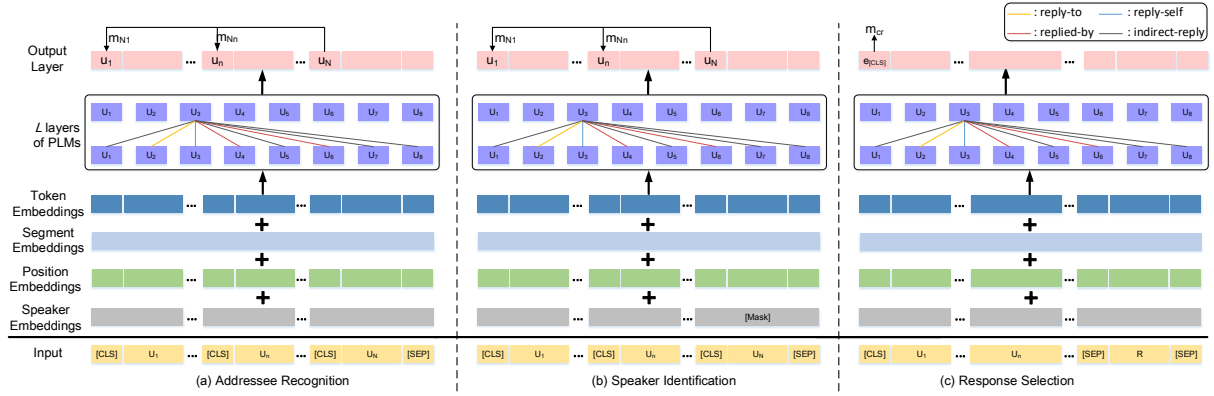 : reply-to : reply-self
: replied-by : indirect-reply
m_N1 m_Nn m_N1 m_Nn m_cr
Output Layer u_1 ... u_n ... u_N u_1 ... u_n ... u_N e_[CLS] ... ...
L layers of PLMs
U_1 U_2 U_3 U_4 U_5 U_6 U_7 U_8 U_1 U_2 U_3 U_4 U_5 U_6 U_7 U_8 U_1 U_2 U_3 U_4 U_5 U_6 U_7 U_8
U_1 U_2 U_3 U_4 U_5 U_6 U_7 U_8 U_1 U_2 U_3 U_4 U_5 U_6 U_7 U_8 U_1 U_2 U_3 U_4 U_5 U_6 U_7 U_8
Token Embeddings ... ... ... ... ... ...
+ + +
Segment Embeddings
+ + +
Position Embeddings ... ... ... ... ... ...
+ + +
Speaker Embeddings ... ... ... ... [Mask] ... ...
Input [CLS] U_1 ... [CLS] U_n ... [CLS] U_N [SEP] [CLS] U_1 ... [CLS] U_n ... [CLS] U_N [SEP] [CLS] U_1 ... U_n ... [SEP] R [SEP]
(a) Addressee Recognition (b) Speaker Identification (c) Response Selection